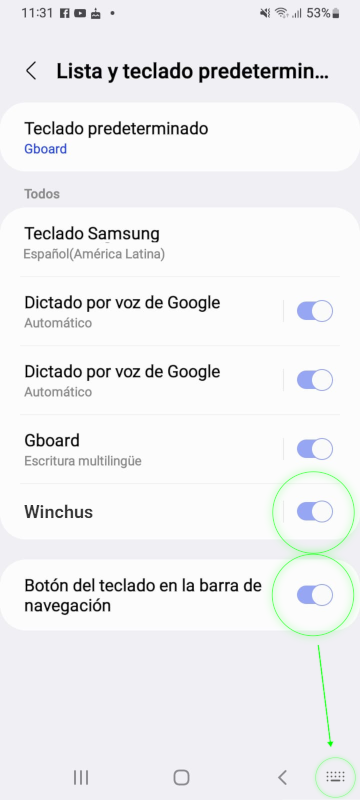 11:31
53%
Lista y teclado predetermin...
Teclado predeterminado
Gboard
Todos
Teclado Samsung
Español(América Latina)
Dictado por voz de Google
Automático
Dictado por voz de Google
Automático
Gboard
Escritura multilingüe
Winchus
Botón del teclado en la barra de
navegación